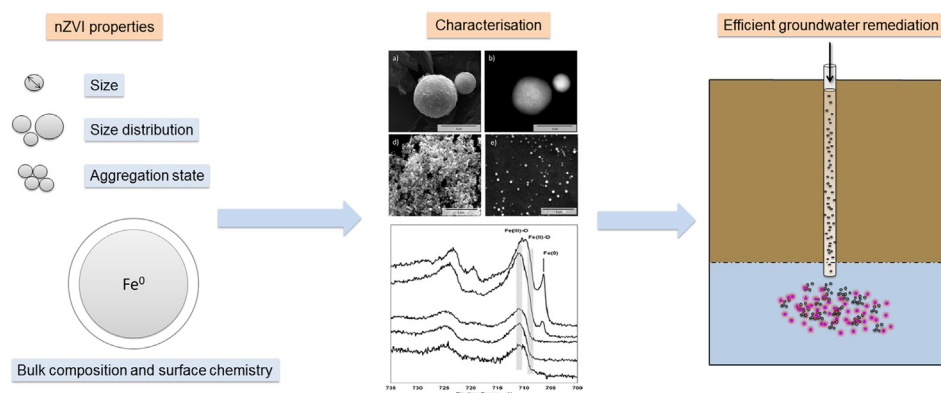 nZVI properties
Size
Size distribution
Aggregation state
Fe⁰
Bulk composition and surface chemistry
Characterisation
a)
b)
d)
e)
Fe(III)-O
Fe(II)-O
Fe(0)
735 730 725 720 715 710 705 700
Efficient groundwater remediation